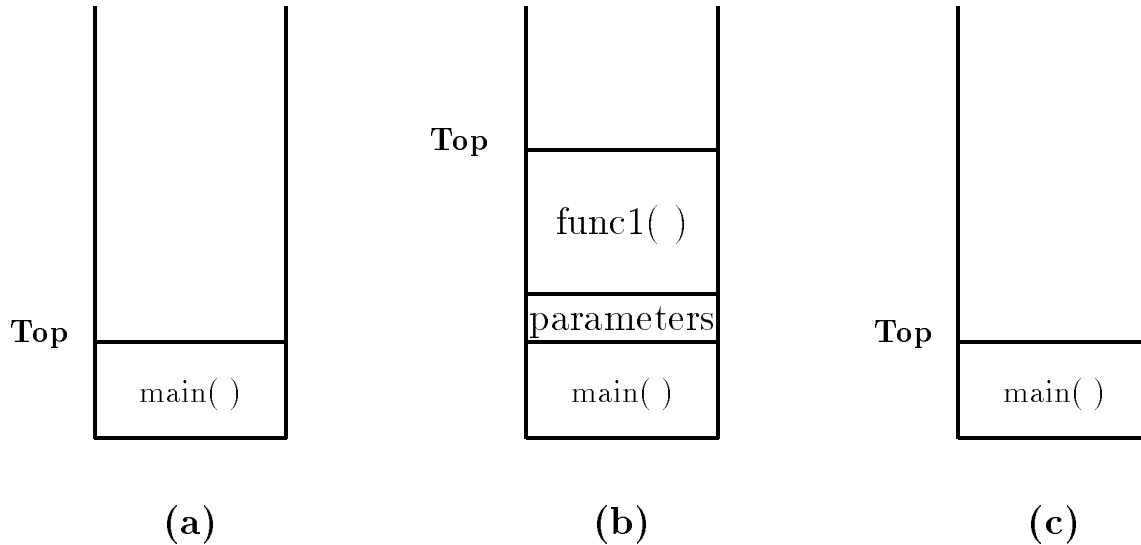 Top
main( )
(a)
Top
func1( )
parameters
main( )
(b)
Top
main( )
(c)